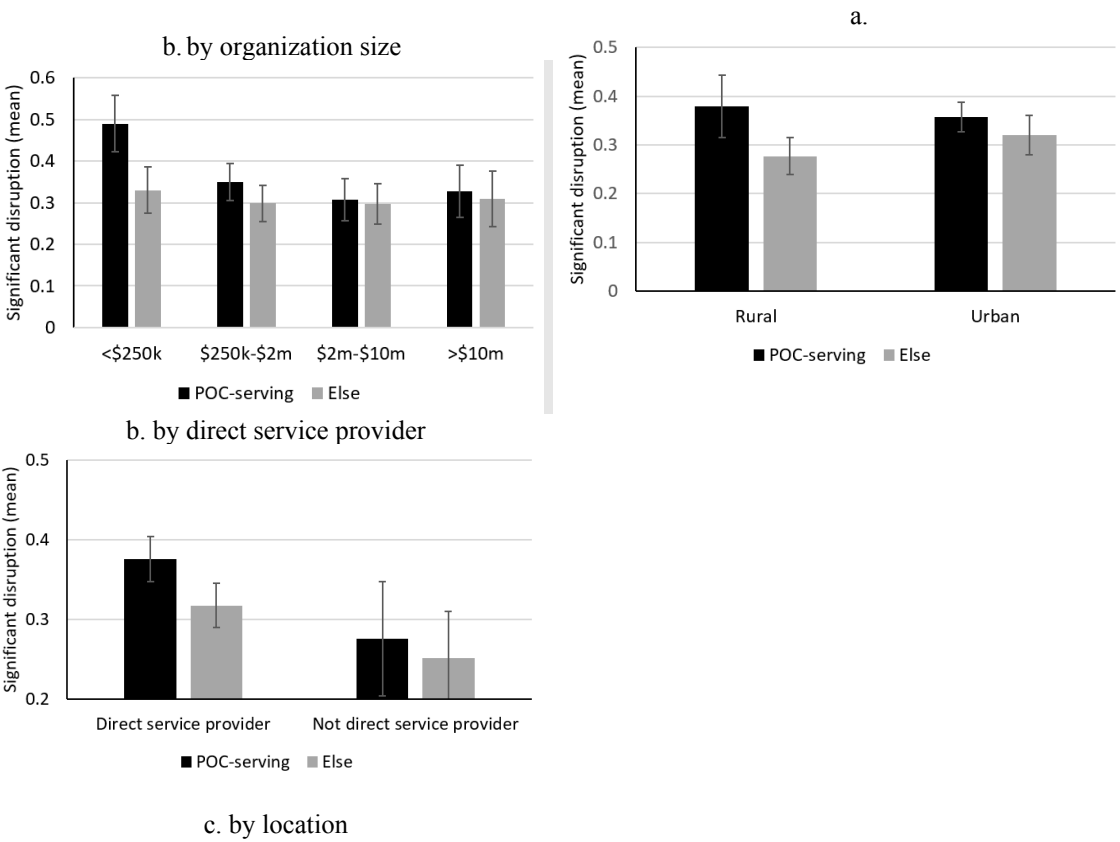 b. by organization size
Significant disruption (mean)
0.6
0.5
0.4
0.3
0.2
0.1
0
<$250k $250k-$2m $2m-$10m >$10m
POC-serving Else
a.
Significant disruption (mean)
0.5
0.4
0.3
0.2
0.1
0
Rural Urban
POC-serving Else
b. by direct service provider
Significant disruption (mean)
0.5
0.4
0.3
0.2
Direct service provider Not direct service provider
POC-serving Else
c. by location